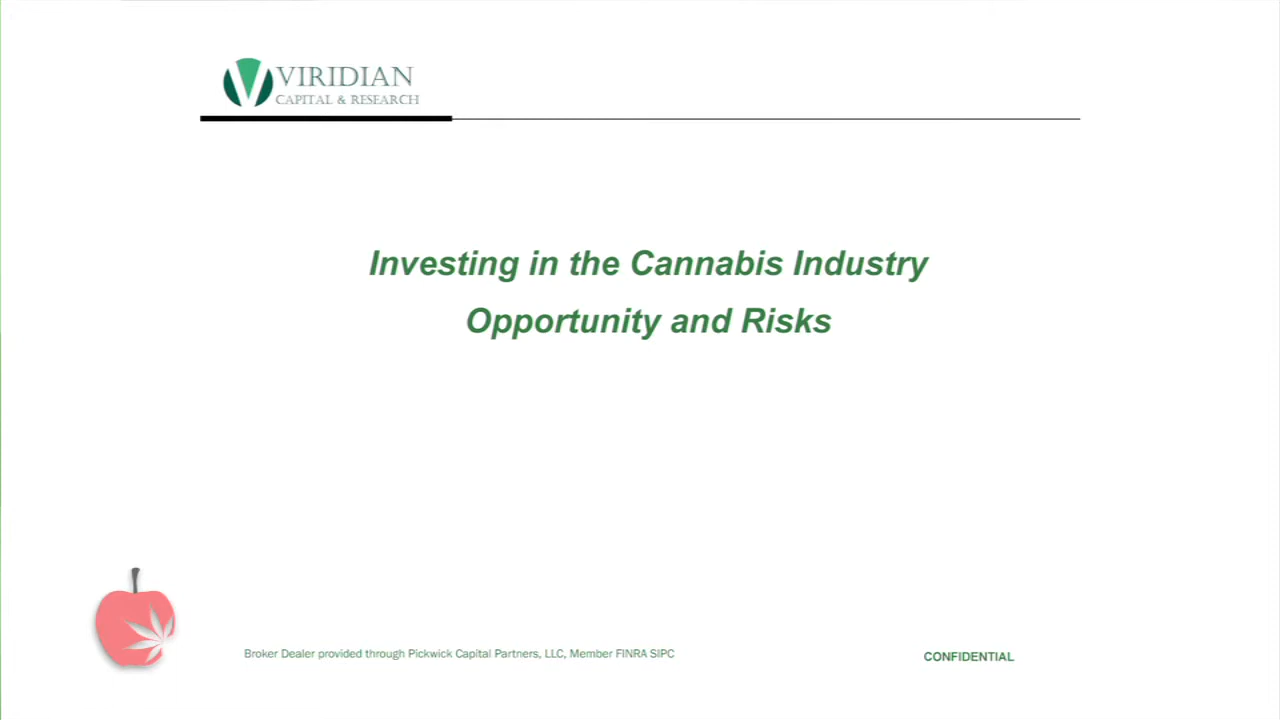 VIRIDIAN
CAPITAL & RESEARCH
Investing in the Cannabis Industry
Opportunity and Risks
Broker Dealer provided through Pickwick Capital Partners, LLC, Member FINRA SIPC
CONFIDENTIAL